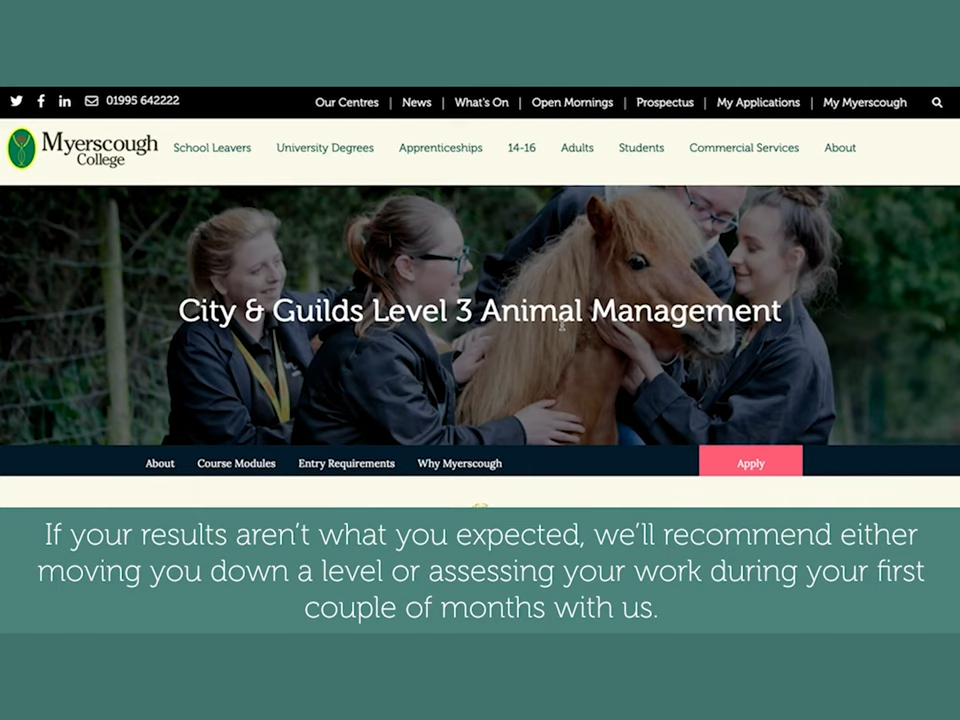 01995 642222
Our Centres | News | What's On | Open Mornings | Prospectus | My Applications | My Myerscough
Myerscough
College
School Leavers University Degrees Apprenticeships 14-16 Adults Students Commercial Services About
City & Guilds Level 3 Animal Management
About Course Modules Entry Requirements Why Myerscough Apply
If your results aren't what you expected, we'll recommend either
moving you down a level or assessing your work during your first
couple of months with us.